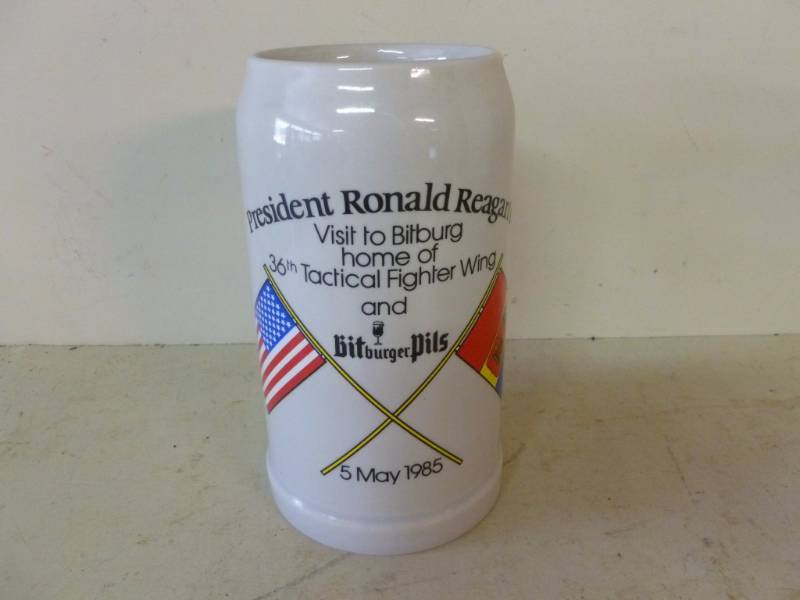 President Ronald Reagan
Visit to Bitburg
home of
36th Tactical Fighter Wing
and
Bitburger Pils
5 May 1985